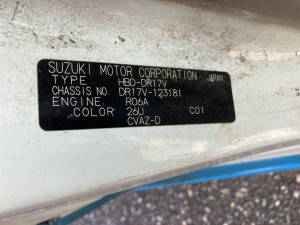 SUZUKI MOTOR CORPORATION JAPAN
TYPE HBD-DR17V
CHASSIS NO. DR17V-123181
ENGINE R06A
COLOR 26U C01
CVAZ-D